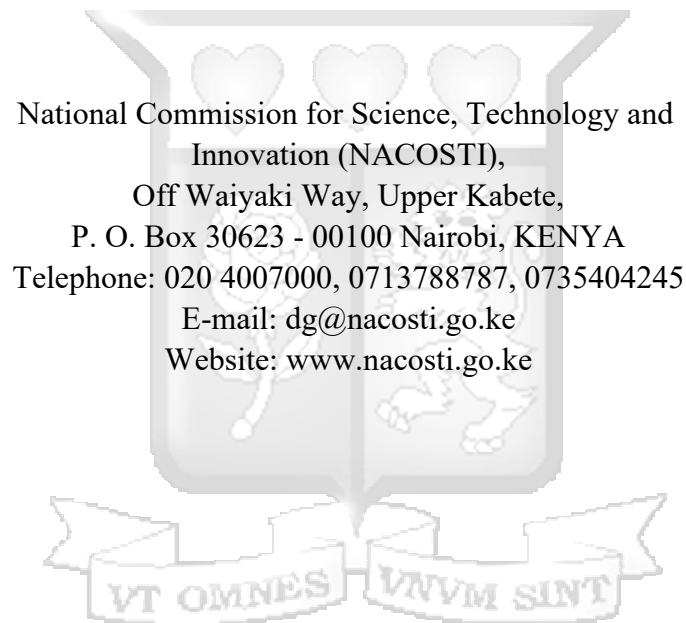 National Commission for Science, Technology and
Innovation (NACOSTI),
Off Waiyaki Way, Upper Kabete,
P. O. Box 30623 - 00100 Nairobi, KENYA
Telephone: 020 4007000, 0713788787, 0735404245
E-mail: dg@nacosti.go.ke
Website: www.nacosti.go.ke
VT OMNES VNVM SINT